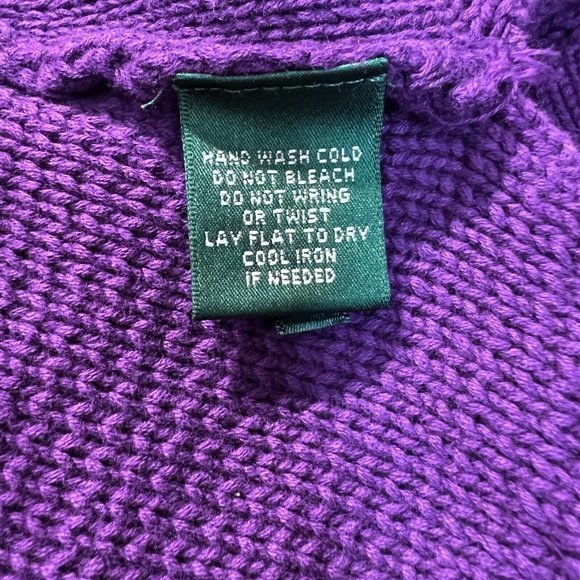 HAND WASH COLD
DO NOT BLEACH
DO NOT WRING
OR TWIST
LAY FLAT TO DRY
COOL IRON
IF NEEDED